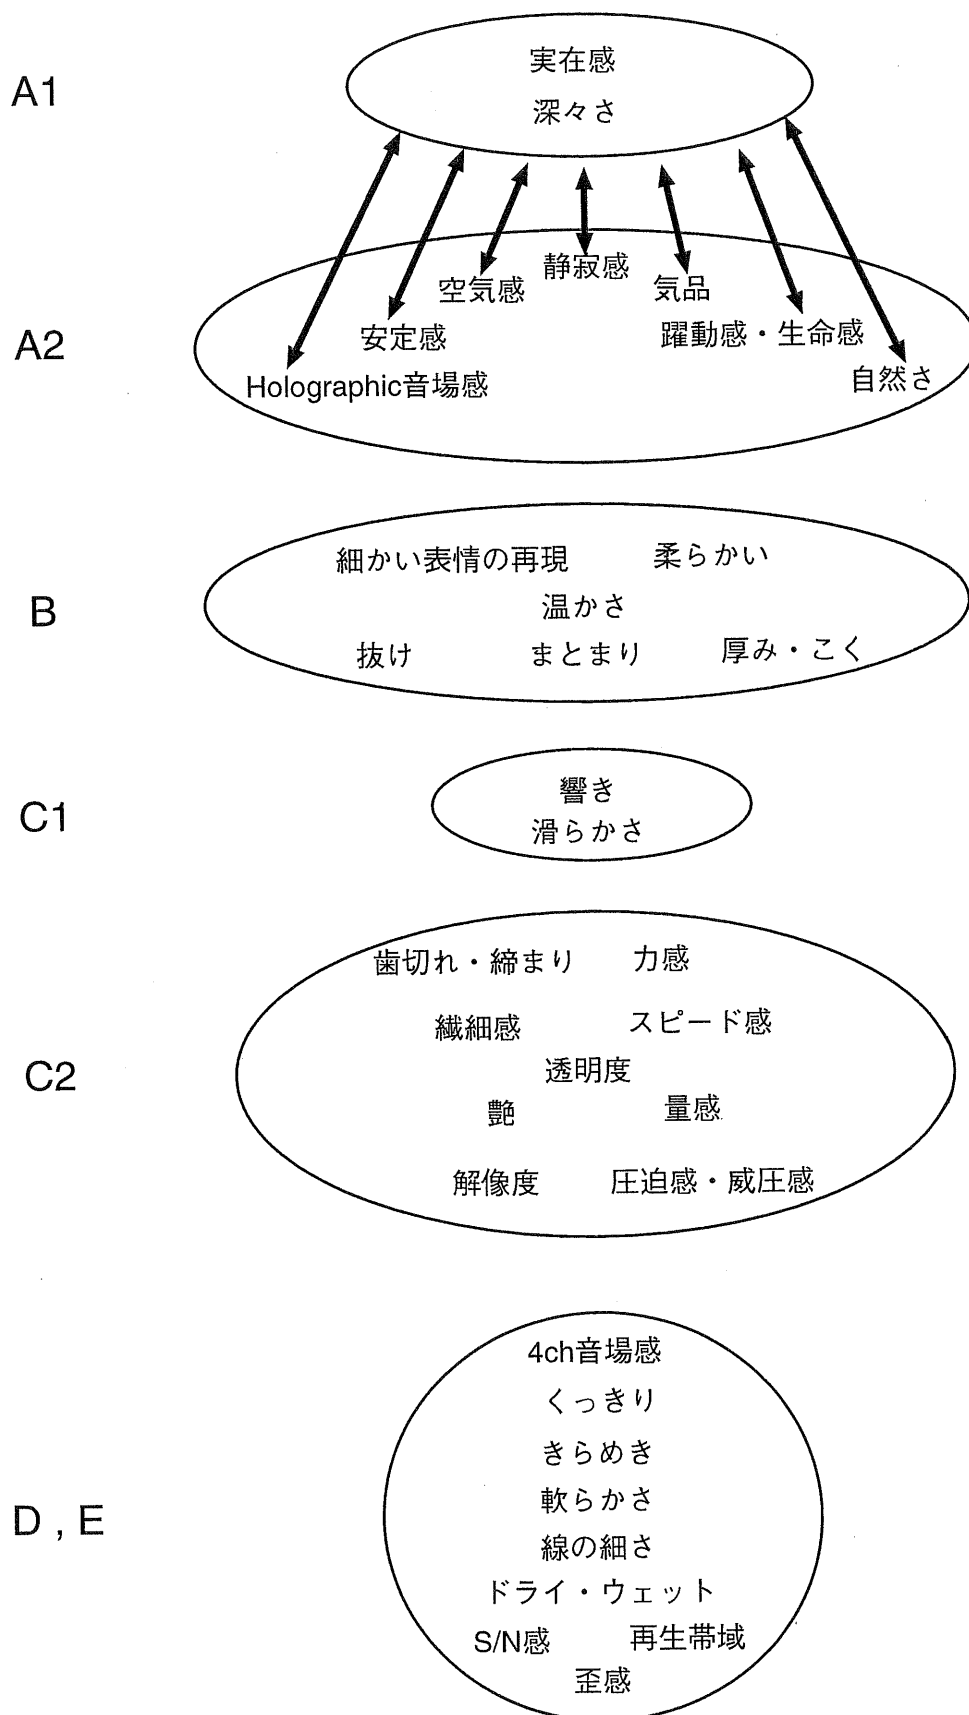 A1
実在感
深々さ
A2
静寂感
空気感
気品
安定感
躍動感・生命感
Holographic音場感
自然さ
B
細かい表情の再現
柔らかい
温かさ
抜け
まとまり
厚み・こく
C1
響き
滑らかさ
C2
歯切れ・締まり
力感
繊細感
スピード感
透明度
艶
量感
解像度
圧迫感・威圧感
D , E
4ch音場感
くっきり
きらめき
軟らかさ
線の細さ
ドライ・ウェット
S/N感
再生帯域
歪感